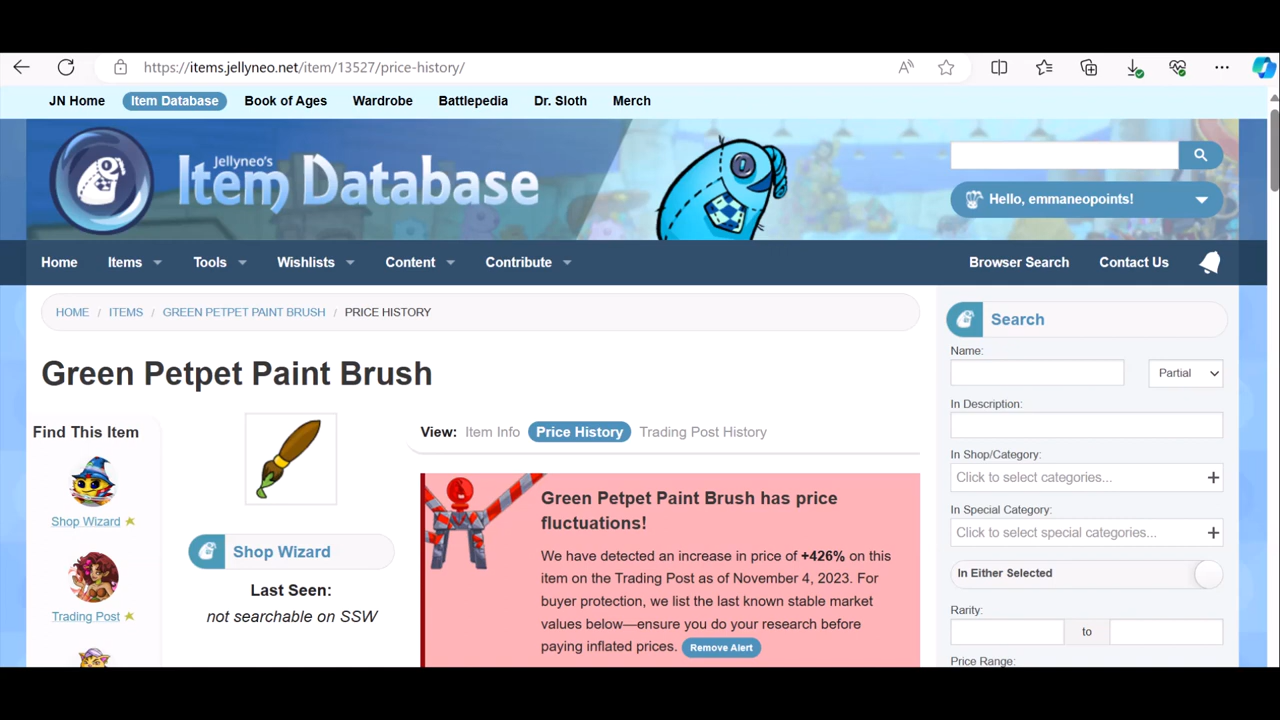 https://items.jellyneo.net/item/13527/price-history/
JN Home Item Database Book of Ages Wardrobe Battlepedia Dr. Sloth Merch
Jellyneo's
Item Database
Hello, emmaneopoints!
Home Items Tools Wishlists Content Contribute Browser Search Contact Us
HOME / ITEMS / GREEN PETPET PAINT BRUSH / PRICE HISTORY
Green Petpet Paint Brush
Find This Item
Shop Wizard
Trading Post
Shop Wizard
Last Seen:
not searchable on SSW
View: Item Info Price History Trading Post History
Green Petpet Paint Brush has price
fluctuations!
We have detected an increase in price of +426% on this
item on the Trading Post as of November 4, 2023. For
buyer protection, we list the last known stable market
values below—ensure you do your research before
paying inflated prices. Remove Alert
Search
Name:
Partial
In Description:
In Shop/Category:
Click to select categories... +
In Special Category:
Click to select special categories... +
In Either Selected
Rarity:
to
Price Range: